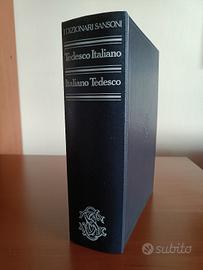 I DIZIONARI SANSONI
Tedesco Italiano
Italiano Tedesco
subito